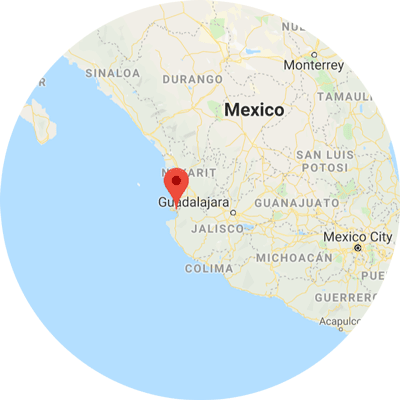 NU
Monterrey
SINALOA
DURANGO
TAMAUL
Mexico
SAN LUIS
POTOSI
NAYARIT
Guadalajara
GUANAJUATO
JALISCO
Mexico City
MICHOACÁN
COLIMA
PUE
GUERRERO
Acapulco